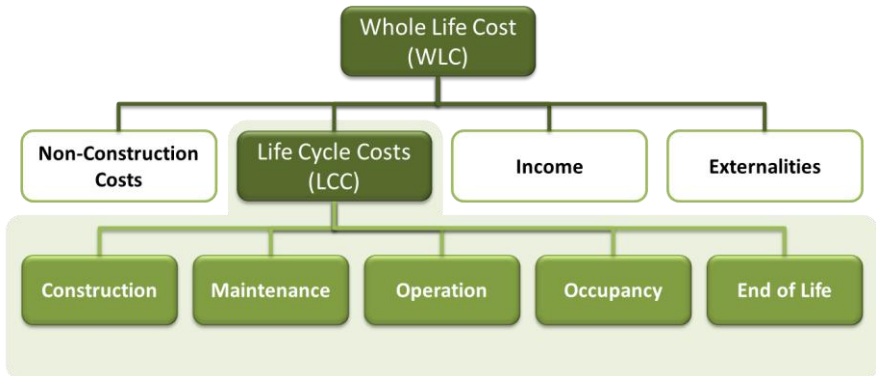 Whole Life Cost
(WLC)
Non-Construction
Costs
Life Cycle Costs
(LCC)
Income
Externalities
Construction
Maintenance
Operation
Occupancy
End of Life